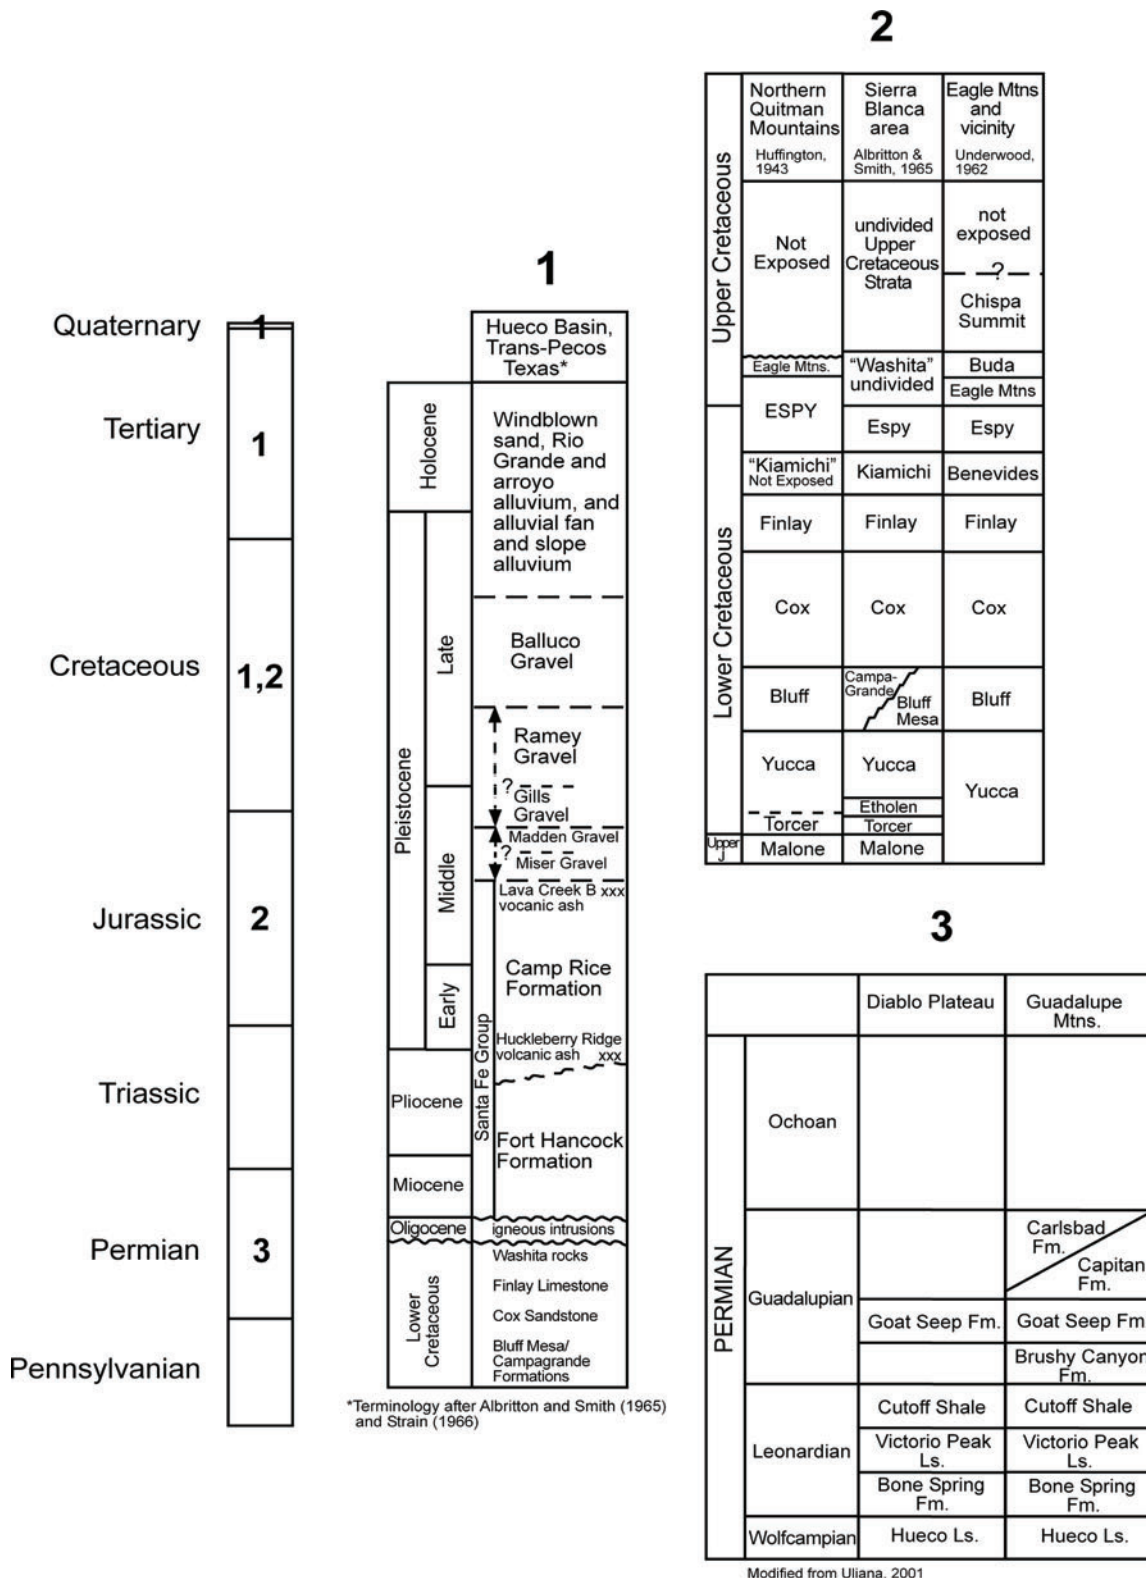 Quaternary
Tertiary
Cretaceous
Jurassic
Triassic
Permian
Pennsylvanian
1
1
1,2
2
3
1
Hueco Basin,
Trans-Pecos
Texas*
Holocene
Pleistocene
Late
Middle
Early
Pliocene
Miocene
Oligocene
Lower
Cretaceous
Santa Fe Group
Windblown
sand, Rio
Grande and
arroyo
alluvium, and
alluvial fan
and slope
alluvium
Balluco
Gravel
Ramey
Gravel
?
Gills
Gravel
Madden Gravel
?
Miser Gravel
Lava Creek B xxx
vocanic ash
Camp Rice
Formation
Huckleberry Ridge
volcanic ash xxx
Fort Hancock
Formation
igneous intrusions
Washita rocks
Finlay Limestone
Cox Sandstone
Bluff Mesa/
Campagrande
Formations
*Terminology after Albritton and Smith (1965)
and Strain (1966)
2
Upper Cretaceous
Lower Cretaceous
Upper
J
Northern
Quitman
Mountains
Huffington,
1943
Not
Exposed
Eagle Mtns.
ESPY
"Kiamichi"
Not Exposed
Finlay
Cox
Bluff
Yucca
Torcer
Malone
Sierra
Blanca
area
Albritton &
Smith, 1965
undivided
Upper
Cretaceous
Strata
"Washita"
undivided
Espy
Kiamichi
Finlay
Cox
Campa-
Grande
Bluff
Mesa
Yucca
Etholen
Torcer
Malone
Eagle Mtns
and
vicinity
Underwood,
1962
not
exposed
?
Chispa
Summit
Buda
Eagle Mtns
Espy
Benevides
Finlay
Cox
Bluff
Yucca
3
Diablo Plateau
Guadalupe
Mtns.
PERMIAN
Ochoan
Guadalupian
Carlsbad
Fm.
Capitan
Fm.
Goat Seep Fm.
Goat Seep Fm.
Brushy Canyon
Fm.
Leonardian
Cutoff Shale
Cutoff Shale
Victorio Peak
Ls.
Victorio Peak
Ls.
Bone Spring
Fm.
Bone Spring
Fm.
Wolfcampian
Hueco Ls.
Hueco Ls.
Modified from Uliana, 2001